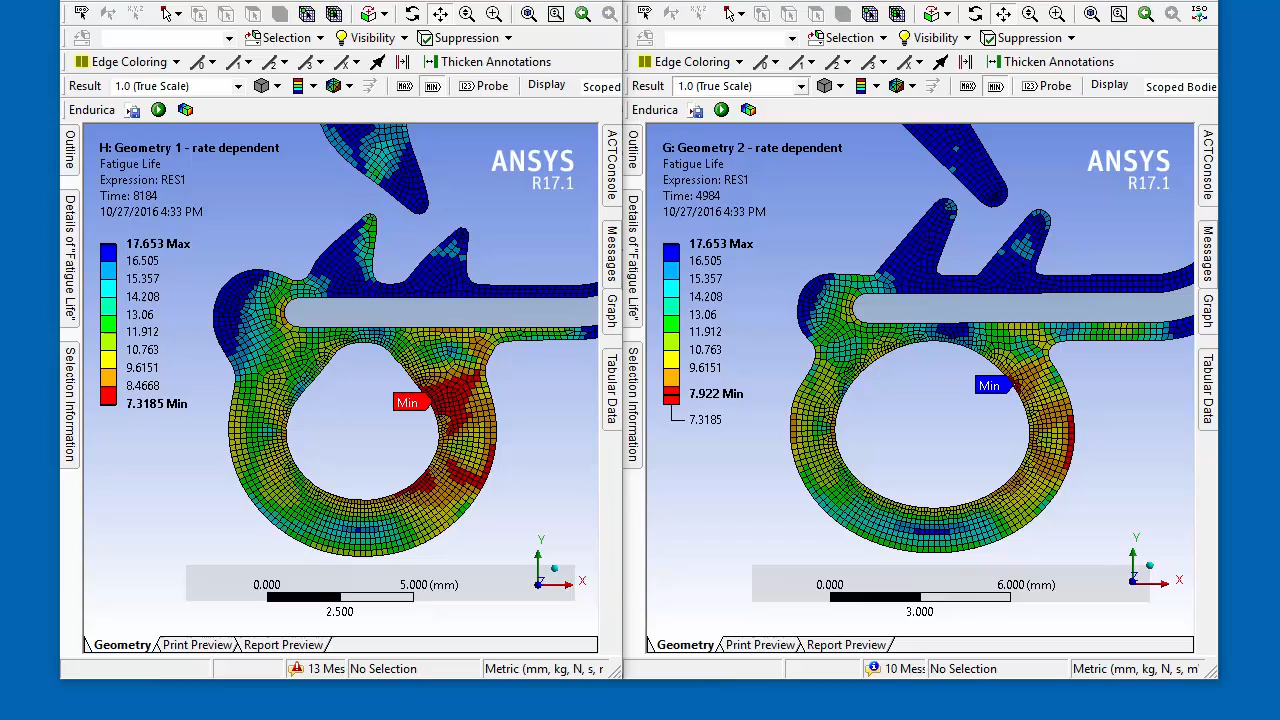 Selection Visibility Suppression
Edge Coloring Thicken Annotations
Result 1.0 (True Scale) MAX MIN 123 Probe Display Scoped
Endurica
Outline
Details of "Fatigue Life"
Selection Information
H: Geometry 1 - rate dependent
Fatigue Life
Expression: RES1
Time: 8184
10/27/2016 4:33 PM
17.653 Max
16.505
15.357
14.208
13.06
11.912
10.763
9.6151
8.4668
7.3185 Min
ANSYS
R17.1
Min
Y
X
Z
0.000 5.000 (mm)
2.500
ACTConsole
Messages
Graph
Tabular Data
Geometry Print Preview Report Preview
13 Mes No Selection Metric (mm, kg, N, s, r
ISO
Selection Visibility Suppression
Edge Coloring Thicken Annotations
Result 1.0 (True Scale) MAX MIN 123 Probe Display Scoped Bodie
Endurica
Outline
Details of "Fatigue Life"
Selection Information
G: Geometry 2 - rate dependent
Fatigue Life
Expression: RES1
Time: 4984
10/27/2016 4:33 PM
17.653 Max
16.505
15.357
14.208
13.06
11.912
10.763
9.6151
7.922 Min
7.3185
ANSYS
R17.1
Min
Y
X
Z
0.000 6.000 (mm)
3.000
ACTConsole
Messages
Graph
Tabular Data
Geometry Print Preview Report Preview
10 Mess No Selection Metric (mm, kg, N, s, m